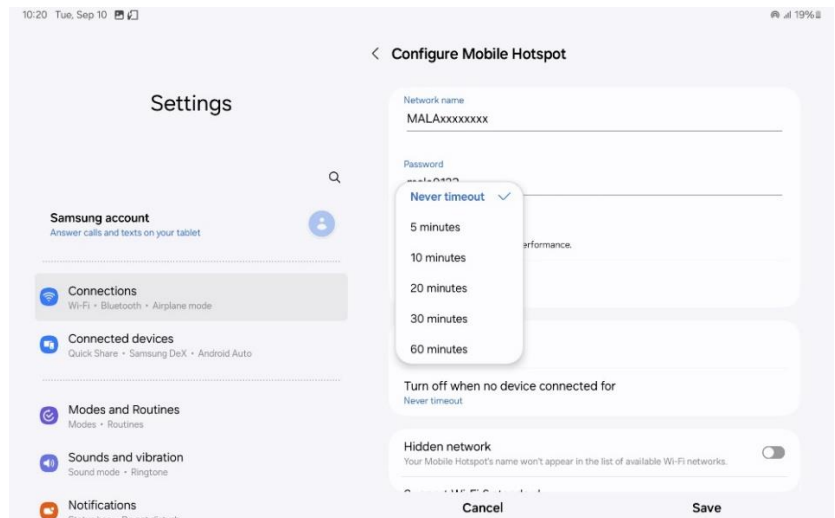 10:20 Tue, Sep 10
19%
Configure Mobile Hotspot
Settings
Network name
MALAxxxxxxxx
Password
Never timeout
5 minutes
10 minutes
20 minutes
30 minutes
60 minutes
performance.
Samsung account
Answer calls and texts on your tablet
Connections
Wi-Fi • Bluetooth • Airplane mode
Connected devices
Quick Share • Samsung DeX • Android Auto
Modes and Routines
Modes • Routines
Sounds and vibration
Sound mode • Ringtone
Notifications
Turn off when no device connected for
Never timeout
Hidden network
Your Mobile Hotspot's name won't appear in the list of available Wi-Fi networks.
Cancel
Save